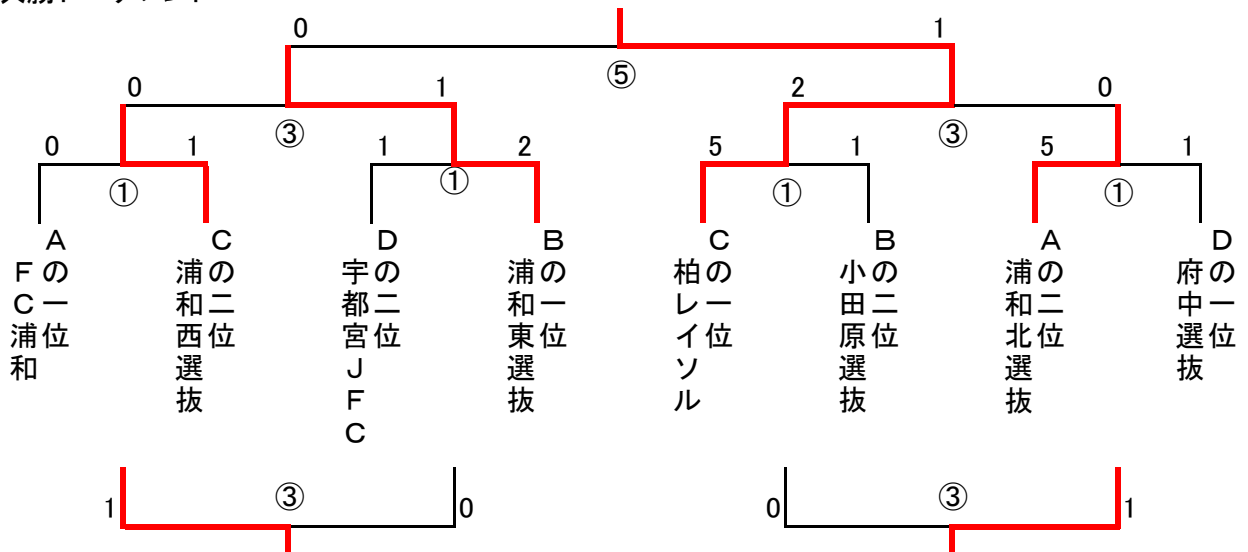 0
1
⑤
0
1
2
0
③
③
0
1
1
2
5
1
5
1
①
①
①
①
Aの一位
FC浦和
Cの二位
浦和西選抜
Dの二位
宇都宮JFC
Bの一位
浦和東選抜
Cの一位
柏レイソル
Bの二位
小田原選抜
Aの二位
浦和北選抜
Dの一位
府中選抜
1
③
0
0
③
1